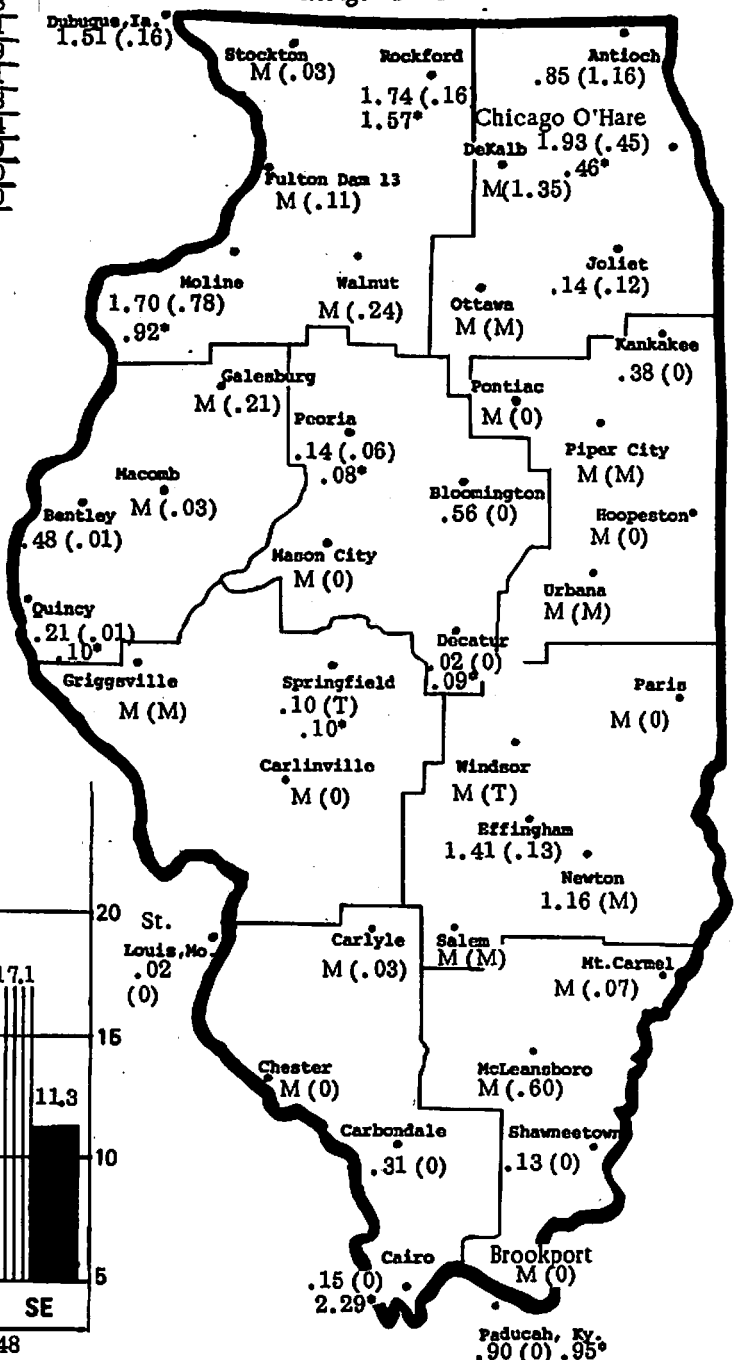 Dubuque,Ia.
1.51 (.16)
Stockton
M (.03)
Rockford
1.74 (.16)
1.57*
Antioch
.85 (1.16)
Chicago O'Hare
1.93 (.45)
.46*
DeKalb
M(1.35)
Fulton Dam 13
M (.11)
Moline
1.70 (.78)
.92*
Walnut
M (.24)
Ottawa
M (M)
Joliet
.14 (.12)
Kankakee
.38 (0)
Galesburg
M (.21)
Peoria
.14 (.06)
.08*
Pontiac
M (0)
Piper City
M (M)
Macomb
M (.03)
Bentley
.48 (.01)
Bloomington
.56 (0)
Hoopeston
M (0)
Mason City
M (0)
Urbana
M (M)
Quincy
.21 (.01)
.10*
Griggsville
M (M)
Springfield
.10 (T)
.10*
Decatur
.02 (0)
.09*
Paris
M (0)
Carlinville
M (0)
Windsor
M (T)
Effingham
1.41 (.13)
Newton
1.16 (M)
St.
Louis,Mo.
.02
(0)
Carlyle
M (.03)
Salem
M (M)
Mt.Carmel
M (.07)
Chester
M (0)
McLeansboro
M (.60)
Carbondale
.31 (0)
Shawneetown
.13 (0)
Cairo
.15 (0)
2.29*
Brookport
M (0)
Paducah, Ky.
.90 (0) .95*
20
17.1
15
11.3
10
5
SE
48